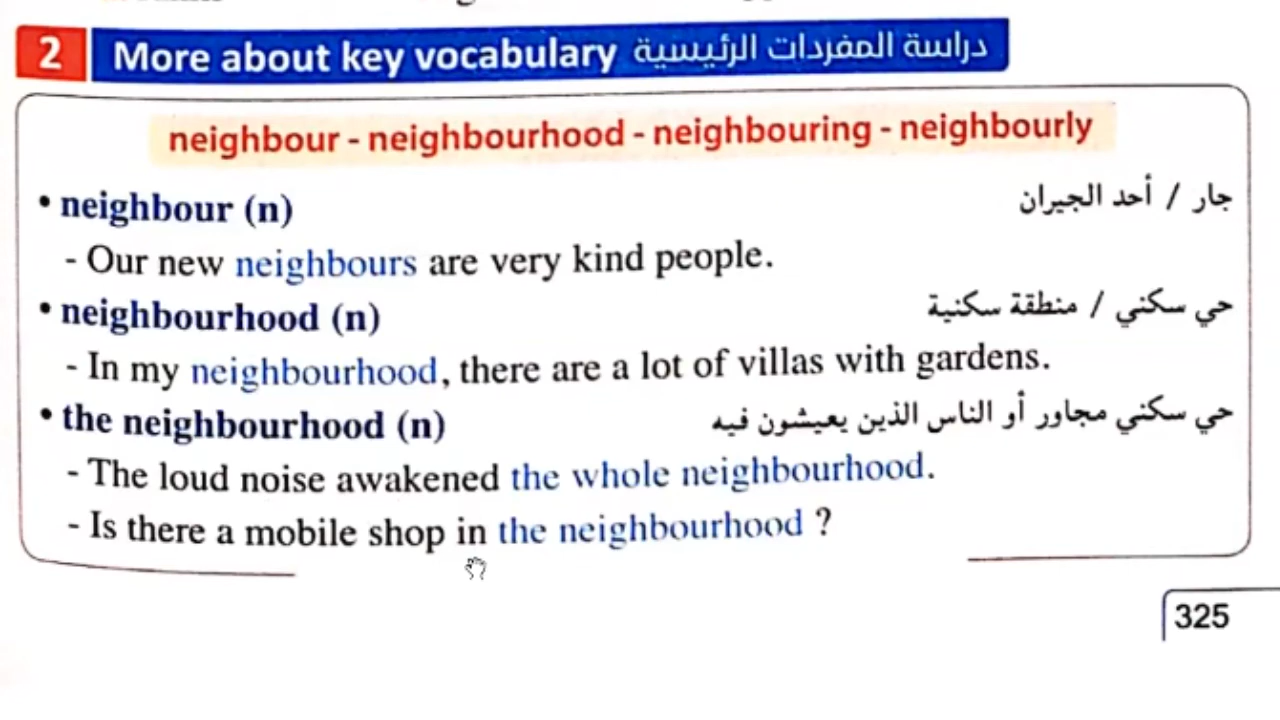 2 More about key vocabulary دراسة المفردات الرئيسية
neighbour - neighbourhood - neighbouring - neighbourly
• neighbour (n) جار / أحد الجيران
- Our new neighbours are very kind people.
• neighbourhood (n) حي سكني / منطقة سكنية
- In my neighbourhood, there are a lot of villas with gardens.
• the neighbourhood (n) حي سكني مجاور أو الناس الذين يعيشون فيه
- The loud noise awakened the whole neighbourhood.
- Is there a mobile shop in the neighbourhood ?
325